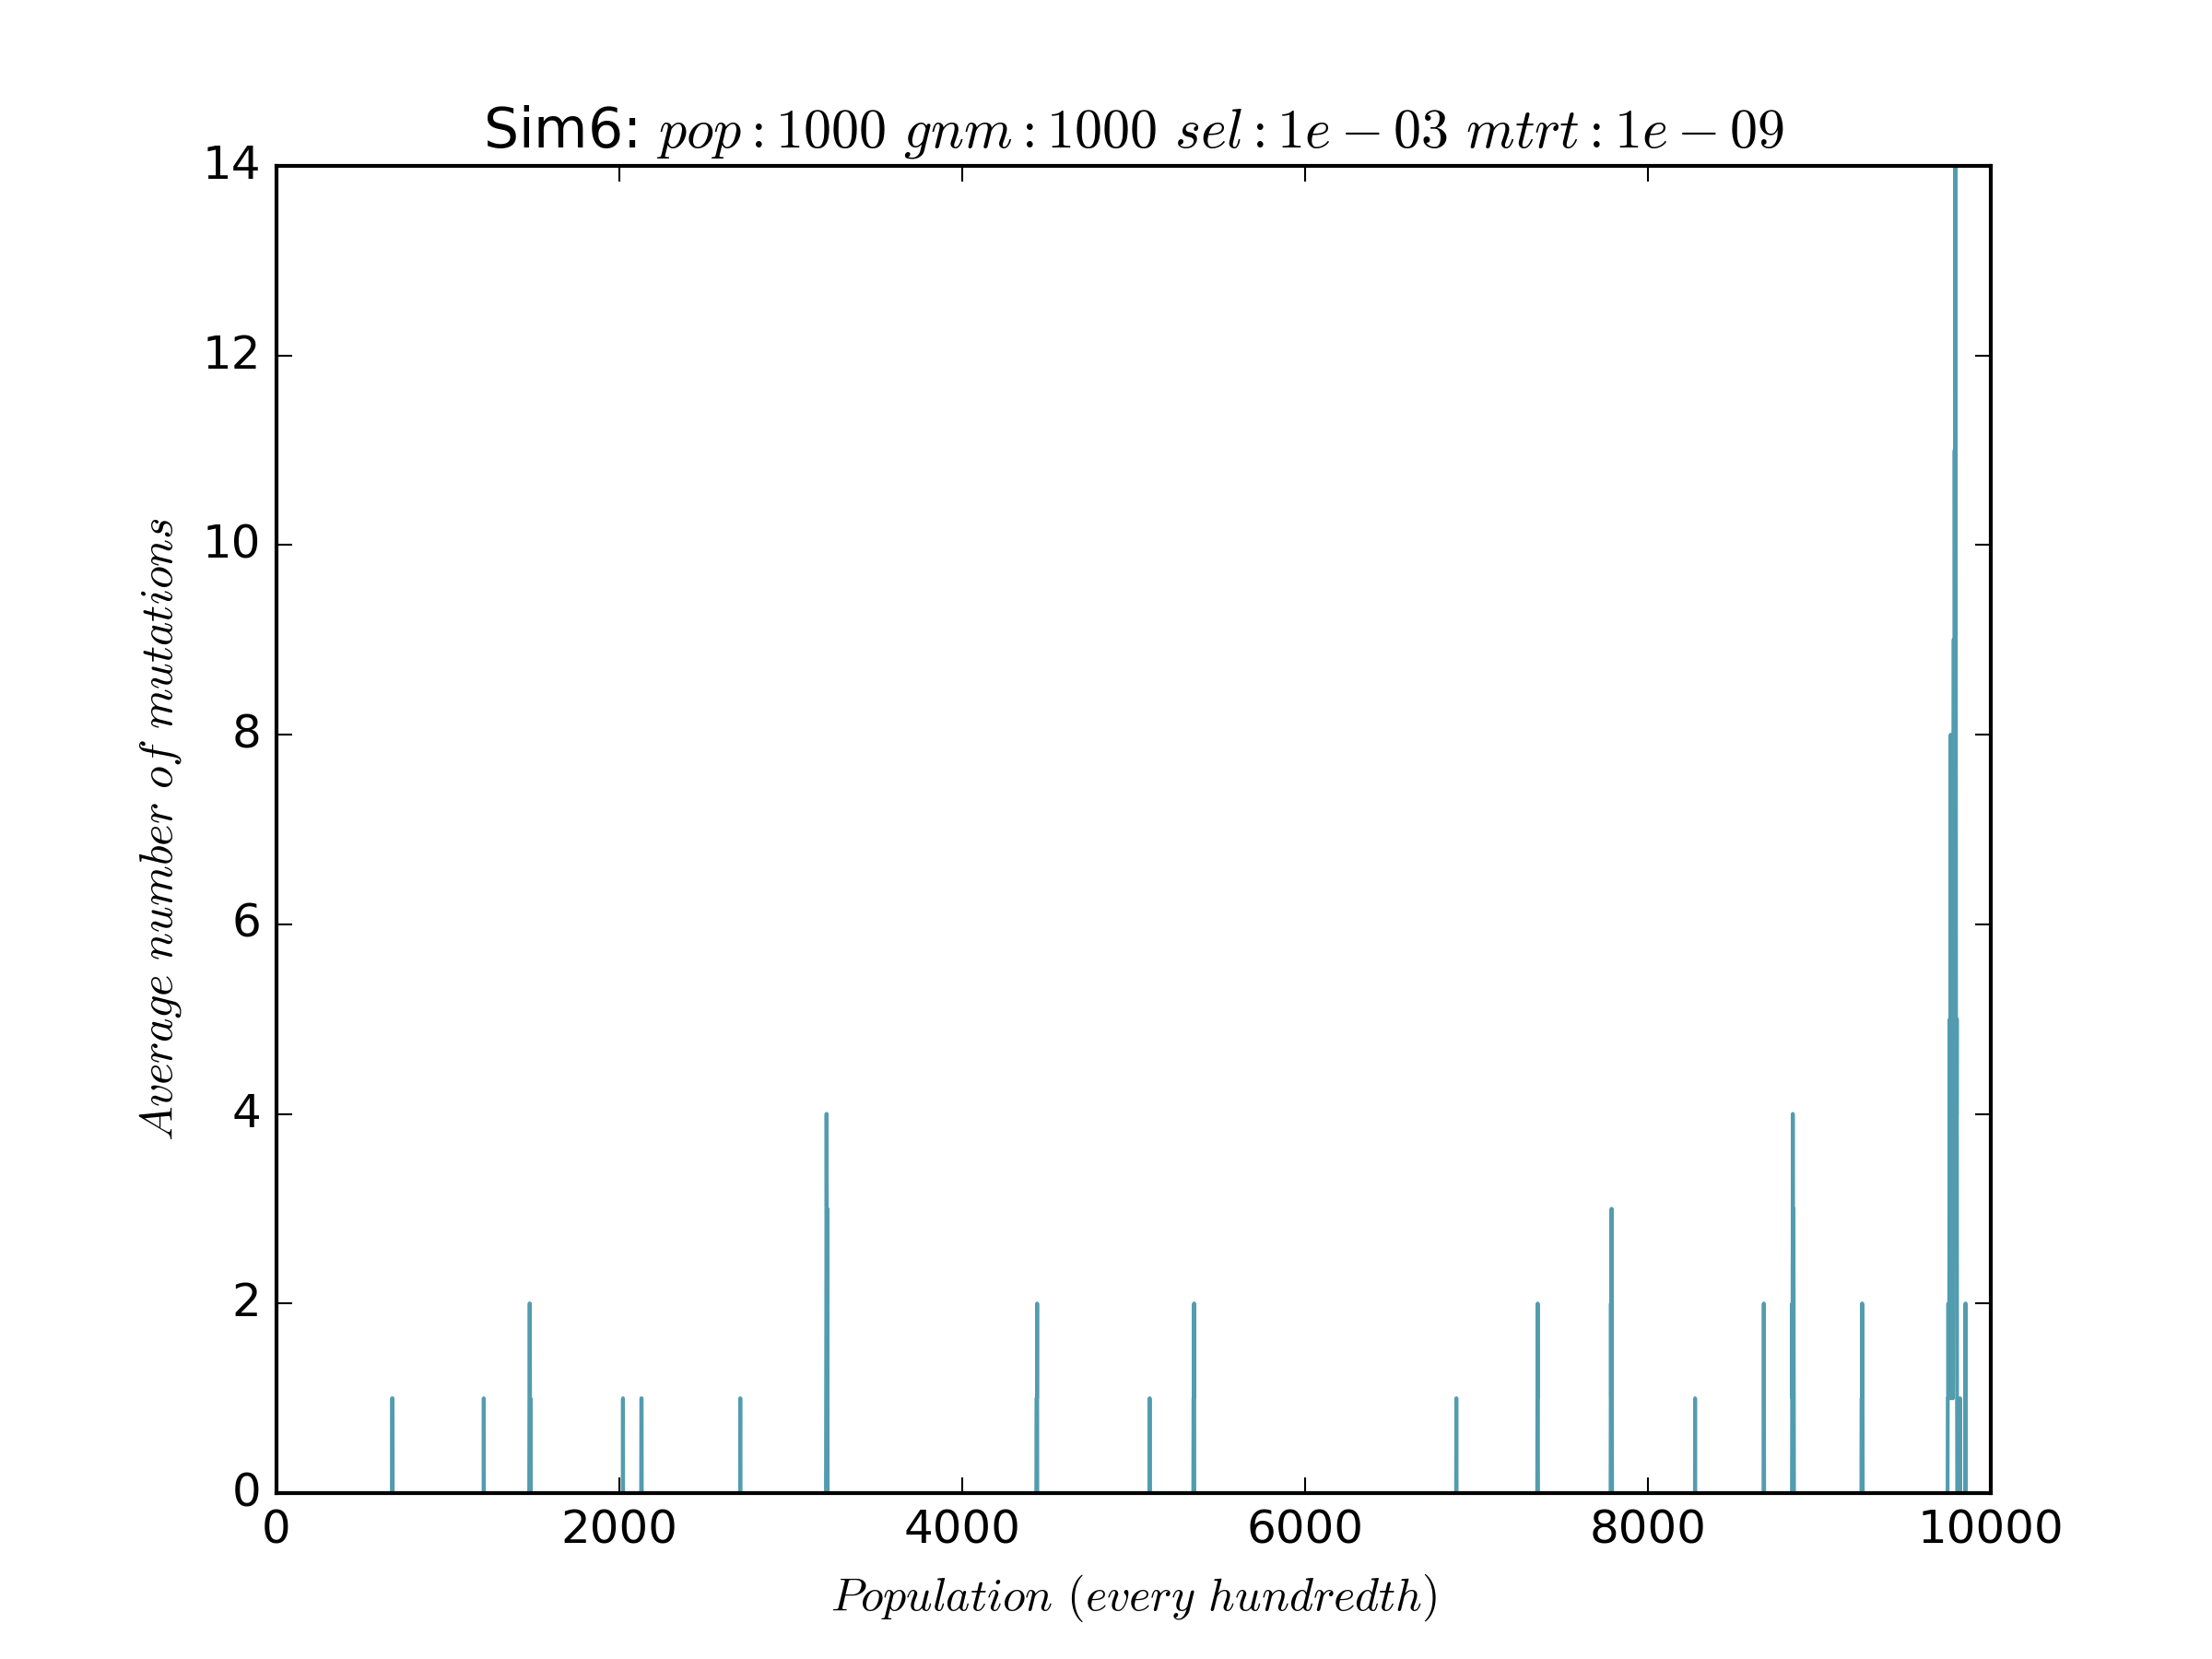 Sim6: pop : 1000 gnm : 1000 sel : 1e − 03 mtrt : 1e − 09
14
12
10
8
6
4
2
0
Average number of mutations
0 2000 4000 6000 8000 10000
Population (every hundredth)